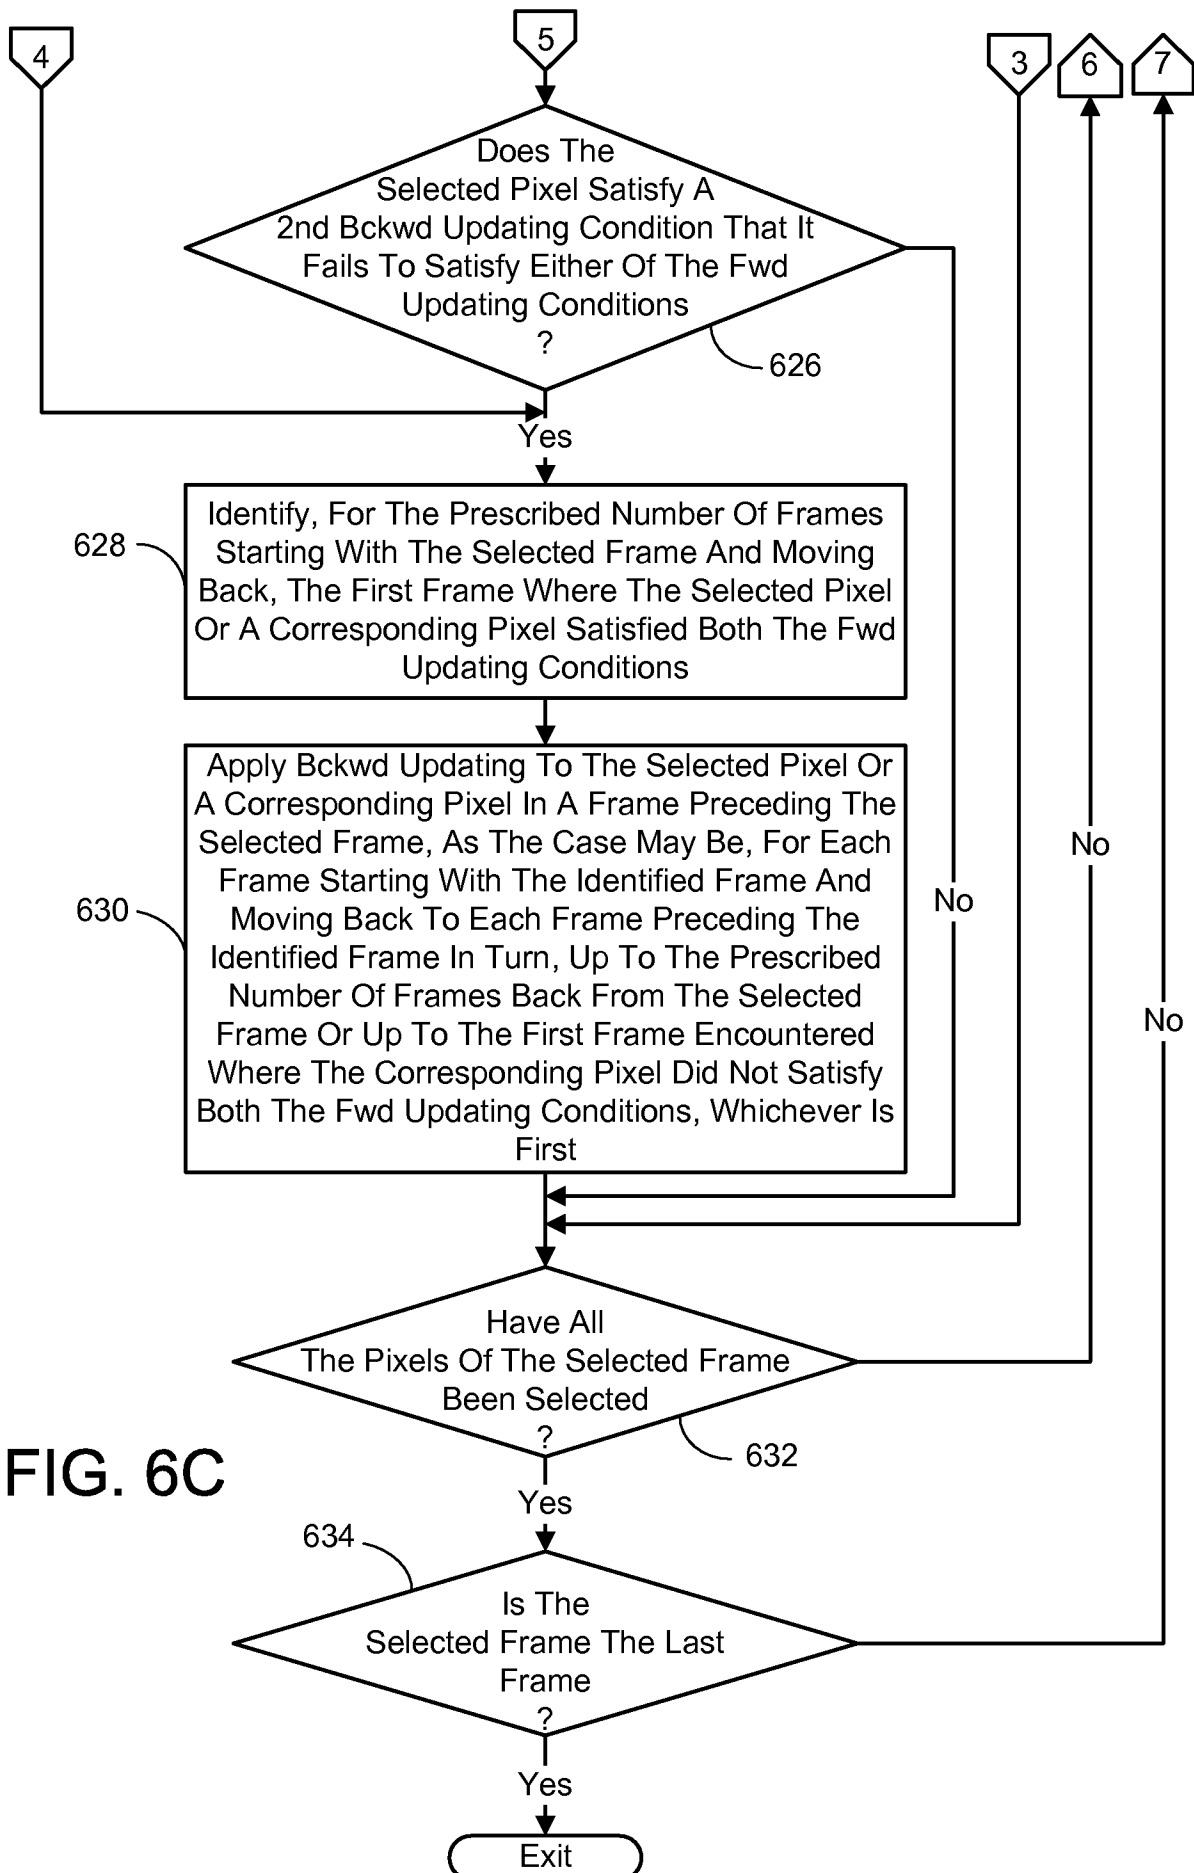 4
5
3
6
7
Does The
Selected Pixel Satisfy A
2nd Bckwd Updating Condition That It
Fails To Satisfy Either Of The Fwd
Updating Conditions
?
626
Yes
628
Identify, For The Prescribed Number Of Frames
Starting With The Selected Frame And Moving
Back, The First Frame Where The Selected Pixel
Or A Corresponding Pixel Satisfied Both The Fwd
Updating Conditions
630
Apply Bckwd Updating To The Selected Pixel Or
A Corresponding Pixel In A Frame Preceding The
Selected Frame, As The Case May Be, For Each
Frame Starting With The Identified Frame And
Moving Back To Each Frame Preceding The
Identified Frame In Turn, Up To The Prescribed
Number Of Frames Back From The Selected
Frame Or Up To The First Frame Encountered
Where The Corresponding Pixel Did Not Satisfy
Both The Fwd Updating Conditions, Whichever Is
First
No
No
No
Have All
The Pixels Of The Selected Frame
Been Selected
?
632
FIG. 6C
Yes
634
Is The
Selected Frame The Last
Frame
?
Yes
Exit